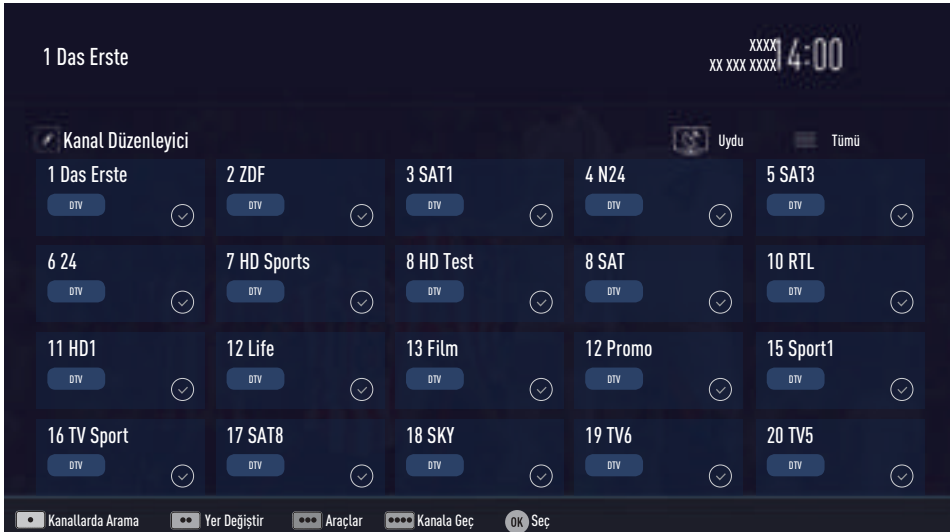 1 Das Erste
XXXX
XX XXX XXXX
14:00
Kanal Düzenleyici
Uydu
Tümü
1 Das Erste
2 ZDF
3 SAT1
4 N24
5 SAT3
DTV
DTV
DTV
DTV
DTV
6 24
7 HD Sports
8 HD Test
8 SAT
10 RTL
DTV
DTV
DTV
DTV
DTV
11 HD1
12 Life
13 Film
12 Promo
15 Sport1
DTV
DTV
DTV
DTV
DTV
16 TV Sport
17 SAT8
18 SKY
19 TV6
20 TV5
DTV
DTV
DTV
DTV
DTV
Kanallarda Arama
Yer Değiştir
Araçlar
Kanala Geç
OK Seç